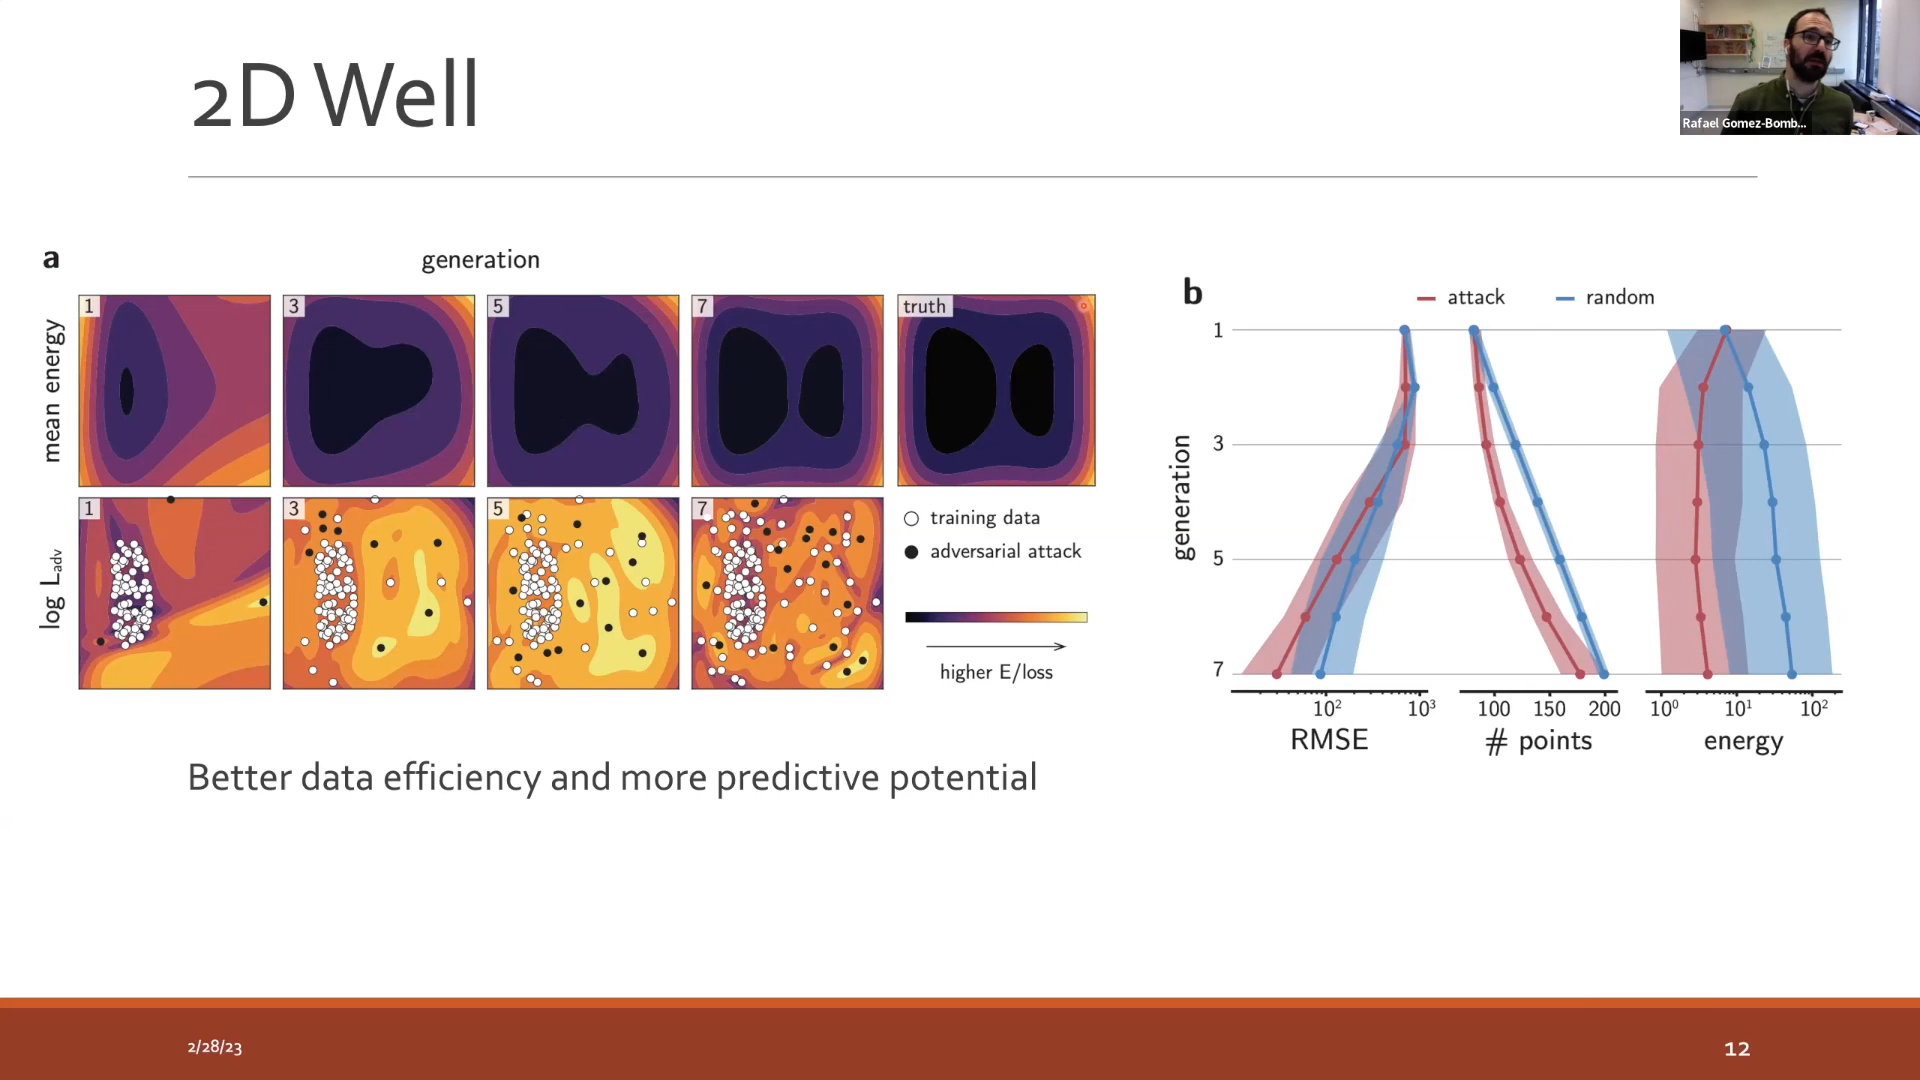 2D Well
Rafael Gomez-Bomb...
a
generation
mean energy
1
3
5
7
truth
log Ladv
1
3
5
7
training data
adversarial attack
higher E/loss
b
attack
random
generation
1
3
5
7
10² 10³
RMSE
100 150 200
# points
10⁰ 10¹ 10²
energy
Better data efficiency and more predictive potential
2/28/23
12